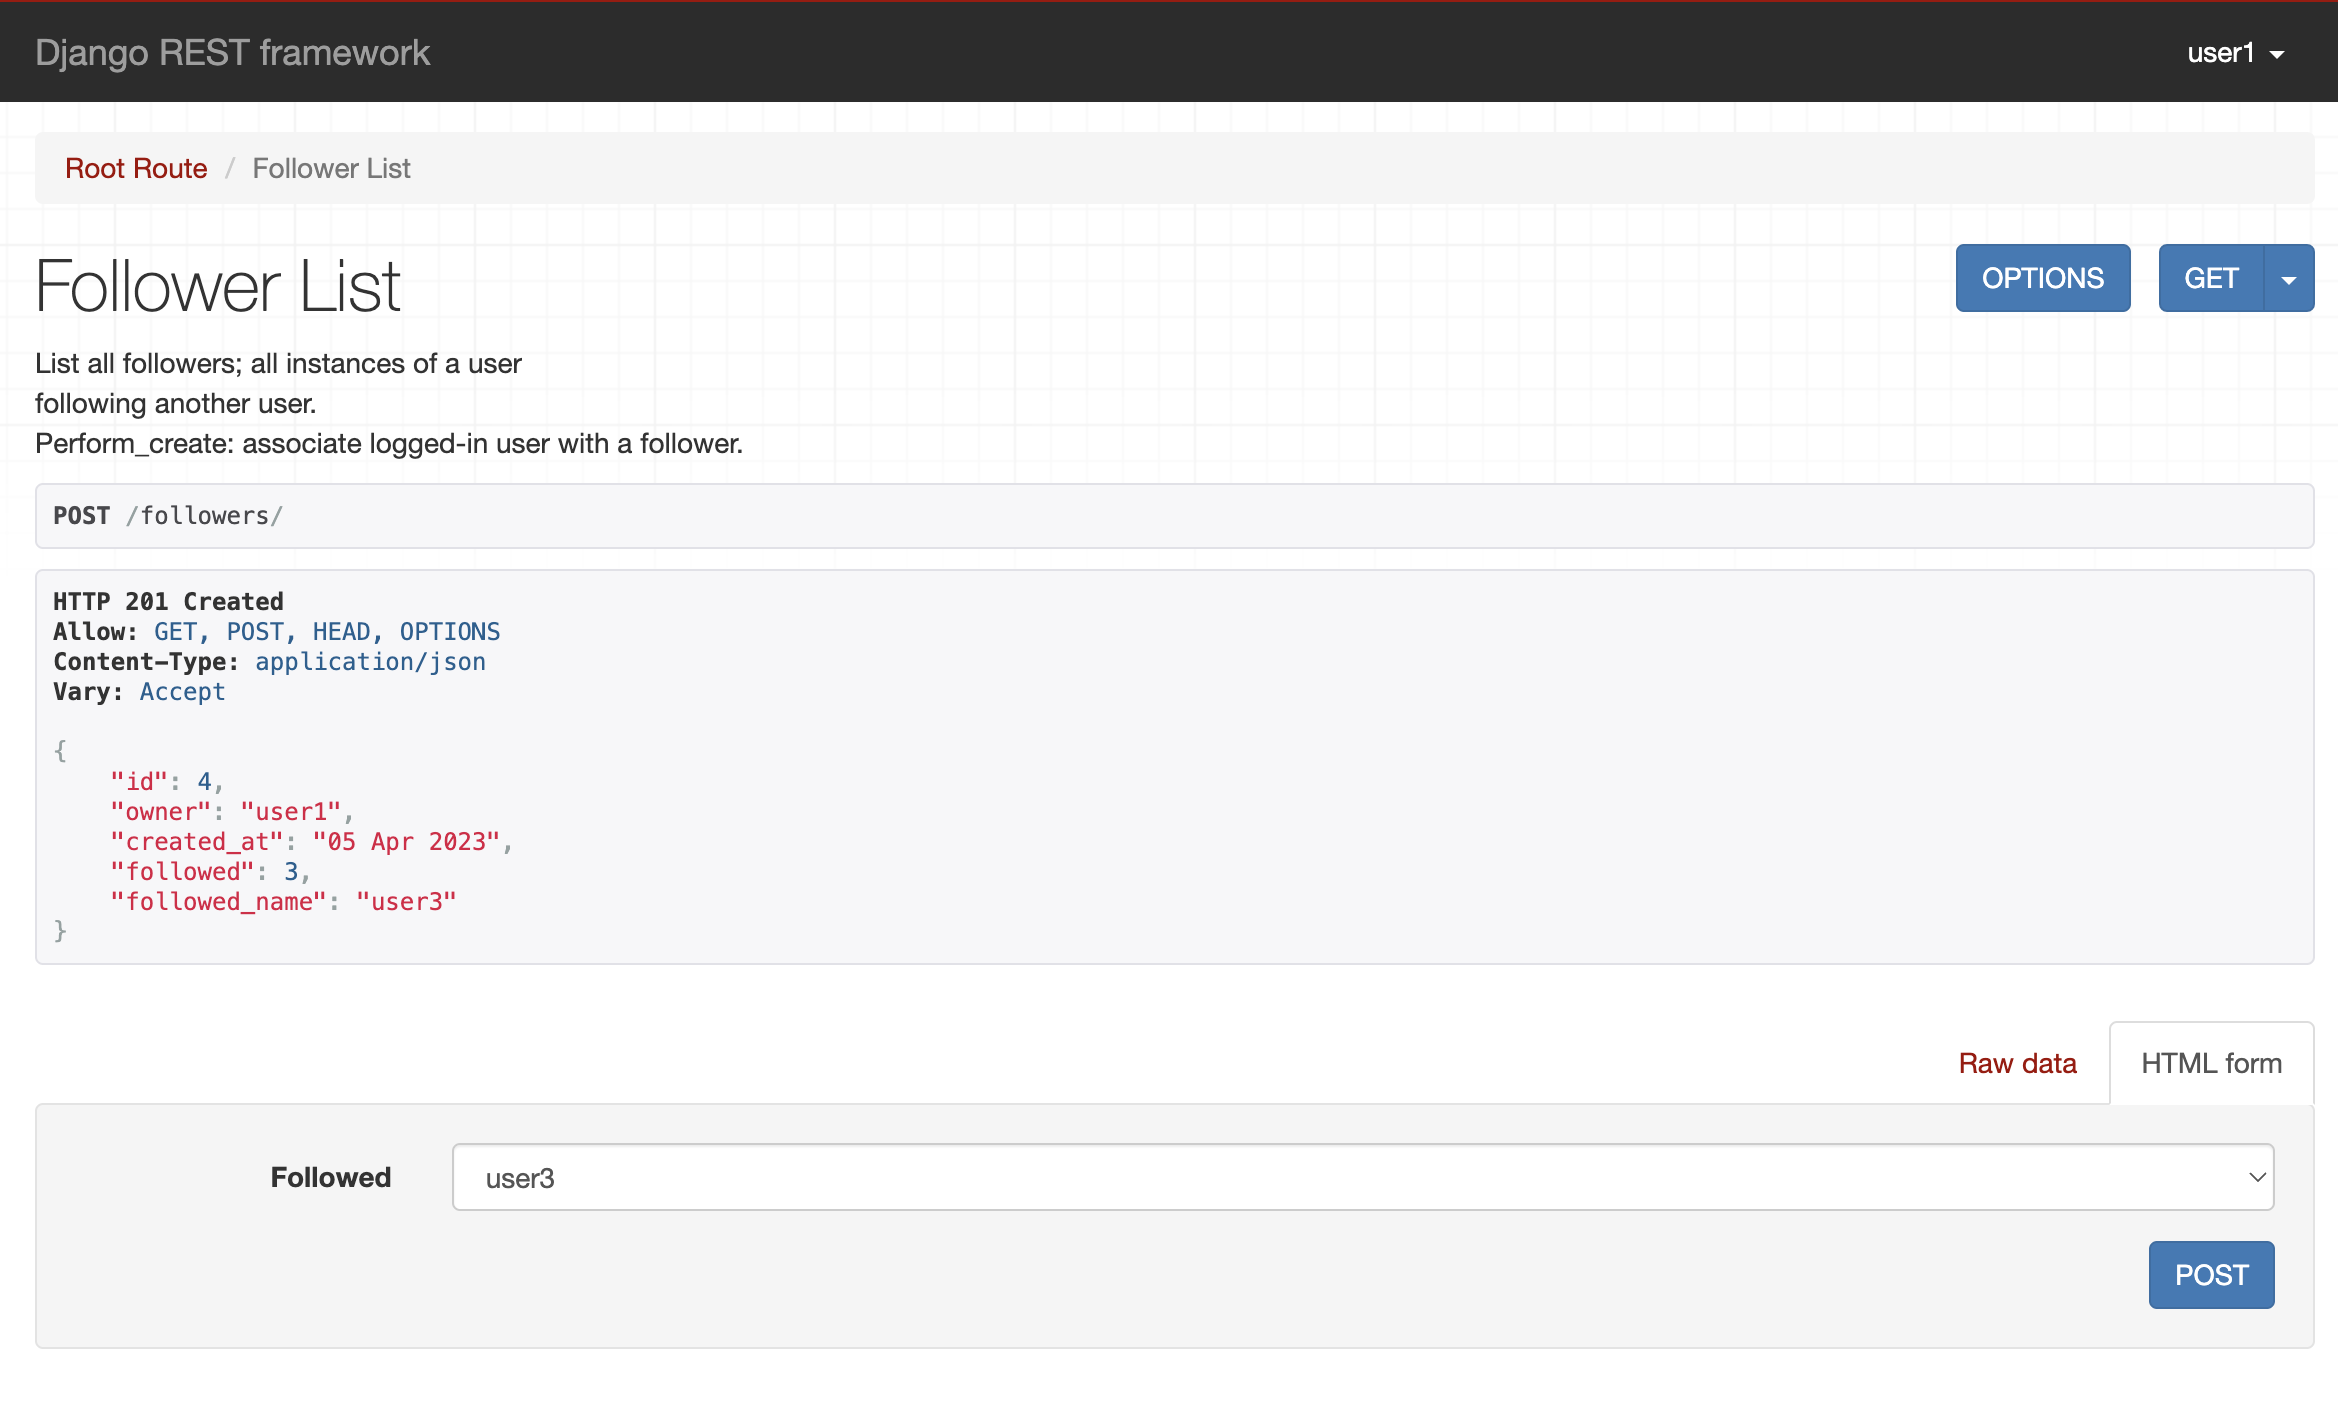 Django REST framework
user1
Root Route / Follower List
Follower List
OPTIONS
GET
List all followers; all instances of a user
following another user.
Perform_create: associate logged-in user with a follower.
POST /followers/
HTTP 201 Created
Allow: GET, POST, HEAD, OPTIONS
Content-Type: application/json
Vary: Accept
{
    "id": 4,
    "owner": "user1",
    "created_at": "05 Apr 2023",
    "followed": 3,
    "followed_name": "user3"
}
Raw data
HTML form
Followed
user3
POST